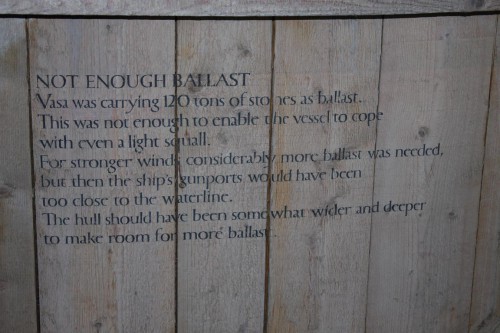 NOT ENOUGH BALLAST
Vasa was carrying 120 tons of stones as ballast.
This was not enough to enable the vessel to cope
with even a light squall.
For stronger winds considerably more ballast was needed,
but then the ship's gunports would have been
too close to the waterline.
The hull should have been somewhat wider and deeper
to make room for more ballast.